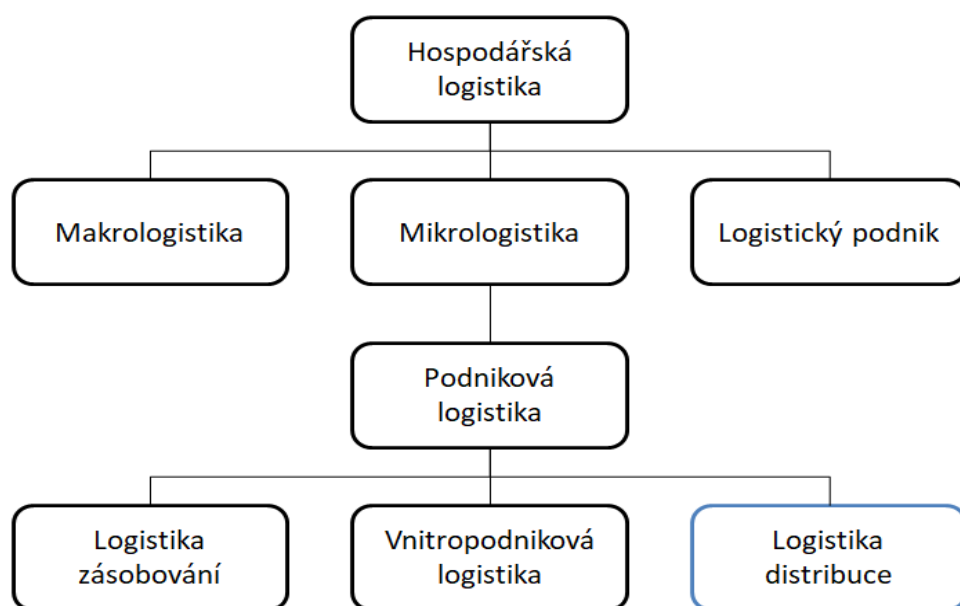 Hospodářská
logistika
Makrologistika
Mikrologistika
Logistický podnik
Podniková
logistika
Logistika
zásobování
Vnitropodniková
logistika
Logistika
distribuce